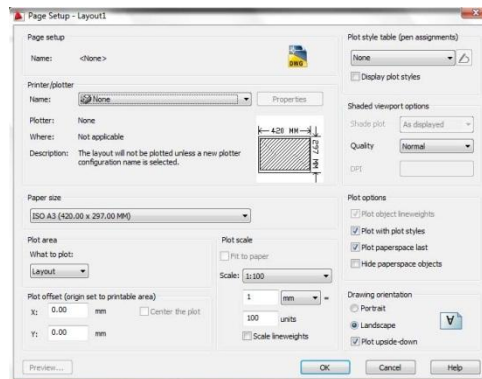 Page Setup - Layout1
Page setup
Name: <None>
DWG
Printer/plotter
Name: None
Properties
Plotter: None
Where: Not applicable
Description: The layout will not be plotted unless a new plotter
configuration name is selected.
420 MM
297 MM
Paper size
ISO A3 (420.00 x 297.00 MM)
Plot area
What to plot:
Layout
Plot offset (origin set to printable area)
X: 0.00 mm
Center the plot
Y: 0.00 mm
Plot scale
Fit to paper
Scale: 1:100
1 mm =
100 units
Scale lineweights
Plot style table (pen assignments)
None
Display plot styles
Shaded viewport options
Shade plot As displayed
Quality Normal
DPI
Plot options
Plot object lineweights
Plot with plot styles
Plot paperspace last
Hide paperspace objects
Drawing orientation
Portrait
Landscape
A
Plot upside-down
Preview...
OK
Cancel
Help